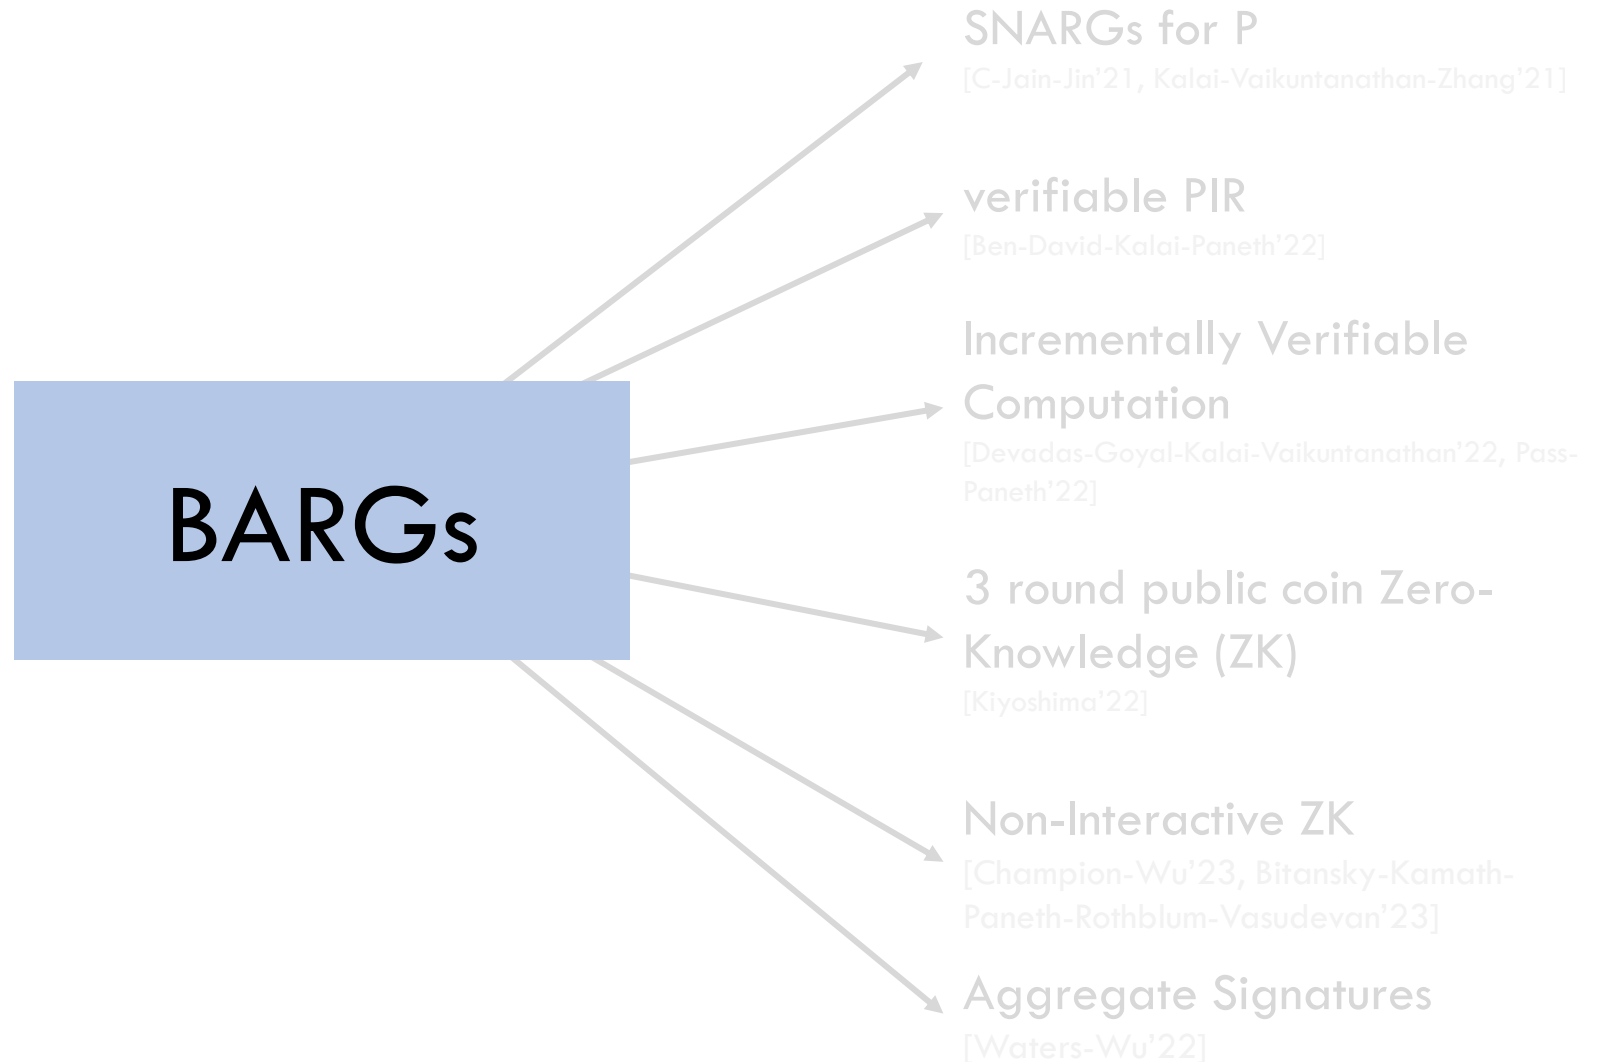 SNARGs for P
[C-Jain-Jin’21, Kalai-Vaikuntanathan-Zhang’21]
verifiable PIR
[Ben-David-Kalai-Paneth’22]
Incrementally Verifiable
Computation
[Devadas-Goyal-Kalai-Vaikuntanathan’22, Pass-
Paneth’22]
BARGs
3 round public coin Zero-
Knowledge (ZK)
[Kiyoshima’22]
Non-Interactive ZK
[Champion-Wu’23, Bitansky-Kamath-
Paneth-Rothblum-Vasudevan’23]
Aggregate Signatures
[Waters-Wu’22]